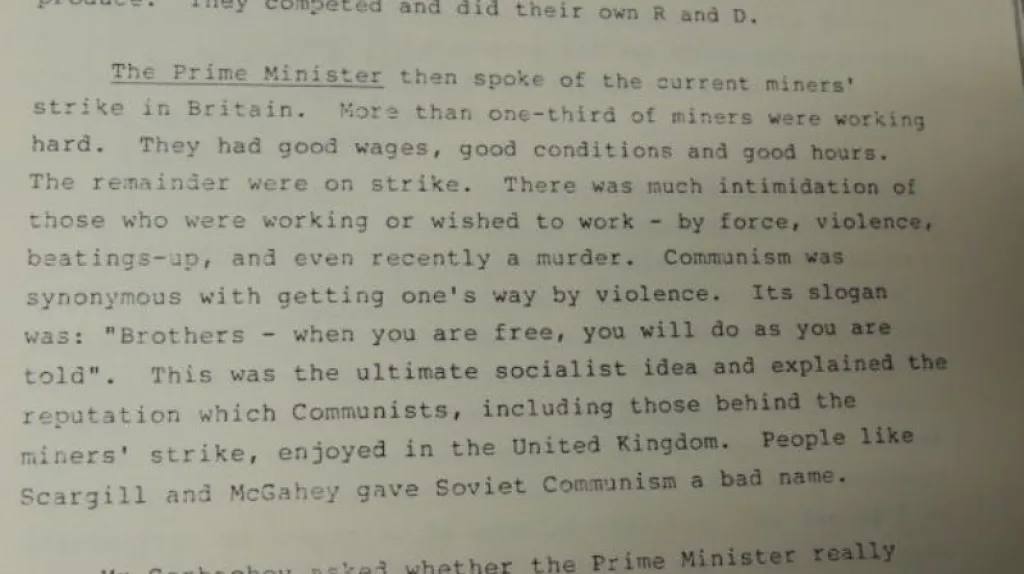 produce. They competed and did their own R and D.
The Prime Minister then spoke of the current miners'
strike in Britain. More than one-third of miners were working
hard. They had good wages, good conditions and good hours.
The remainder were on strike. There was much intimidation of
those who were working or wished to work - by force, violence,
beatings-up, and even recently a murder. Communism was
synonymous with getting one's way by violence. Its slogan
was: "Brothers - when you are free, you will do as you are
told". This was the ultimate socialist idea and explained the
reputation which Communists, including those behind the
miners' strike, enjoyed in the United Kingdom. People like
Scargill and McGahey gave Soviet Communism a bad name.
Mr Gorbachev asked whether the Prime Minister really